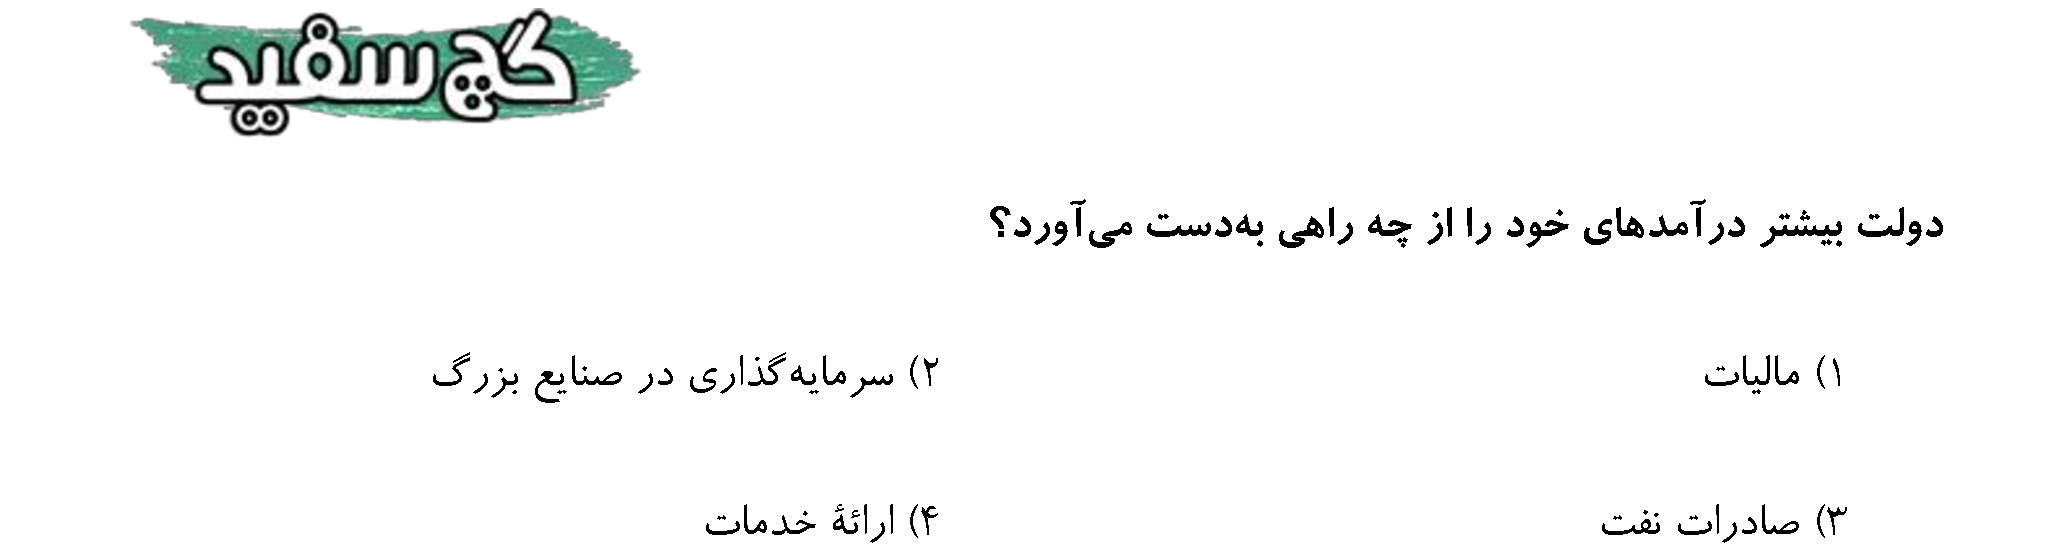 گچ سفید
دولت بیشتر درآمدهای خود را از چه راهی به‌دست می‌آورد؟
۱) مالیات
۲) سرمایه‌گذاری در صنایع بزرگ
۳) صادرات نفت
۴) ارائهٔ خدمات